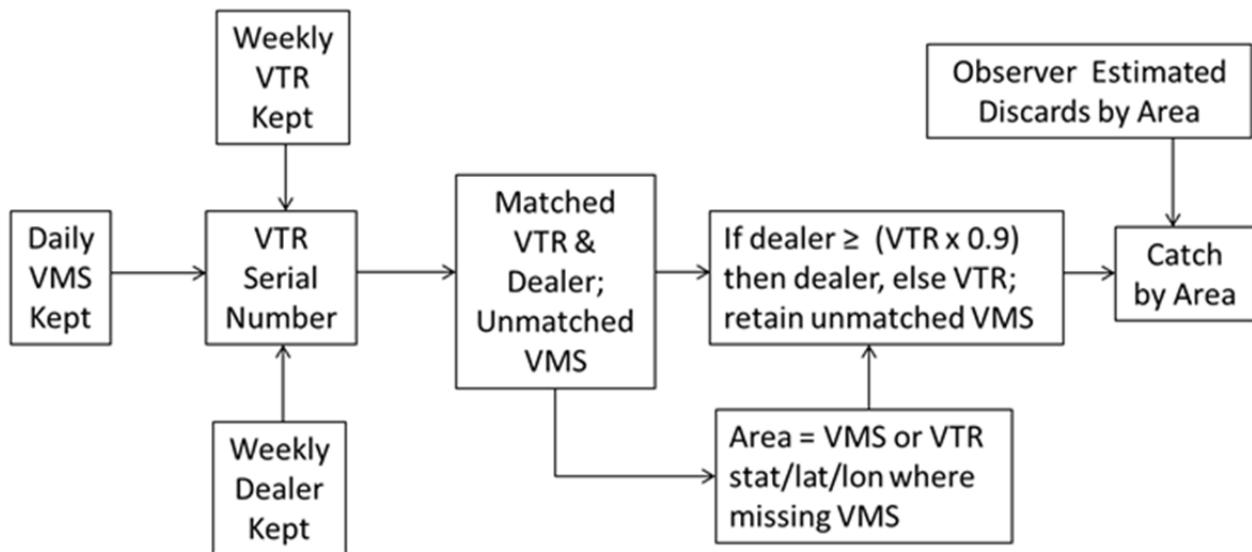 Weekly
VTR
Kept
Observer Estimated
Discards by Area
Daily
VMS
Kept
VTR
Serial
Number
Matched
VTR &
Dealer;
Unmatched
VMS
If dealer ≥ (VTR x 0.9)
then dealer, else VTR;
retain unmatched VMS
Catch
by Area
Weekly
Dealer
Kept
Area = VMS or VTR
stat/lat/lon where
missing VMS